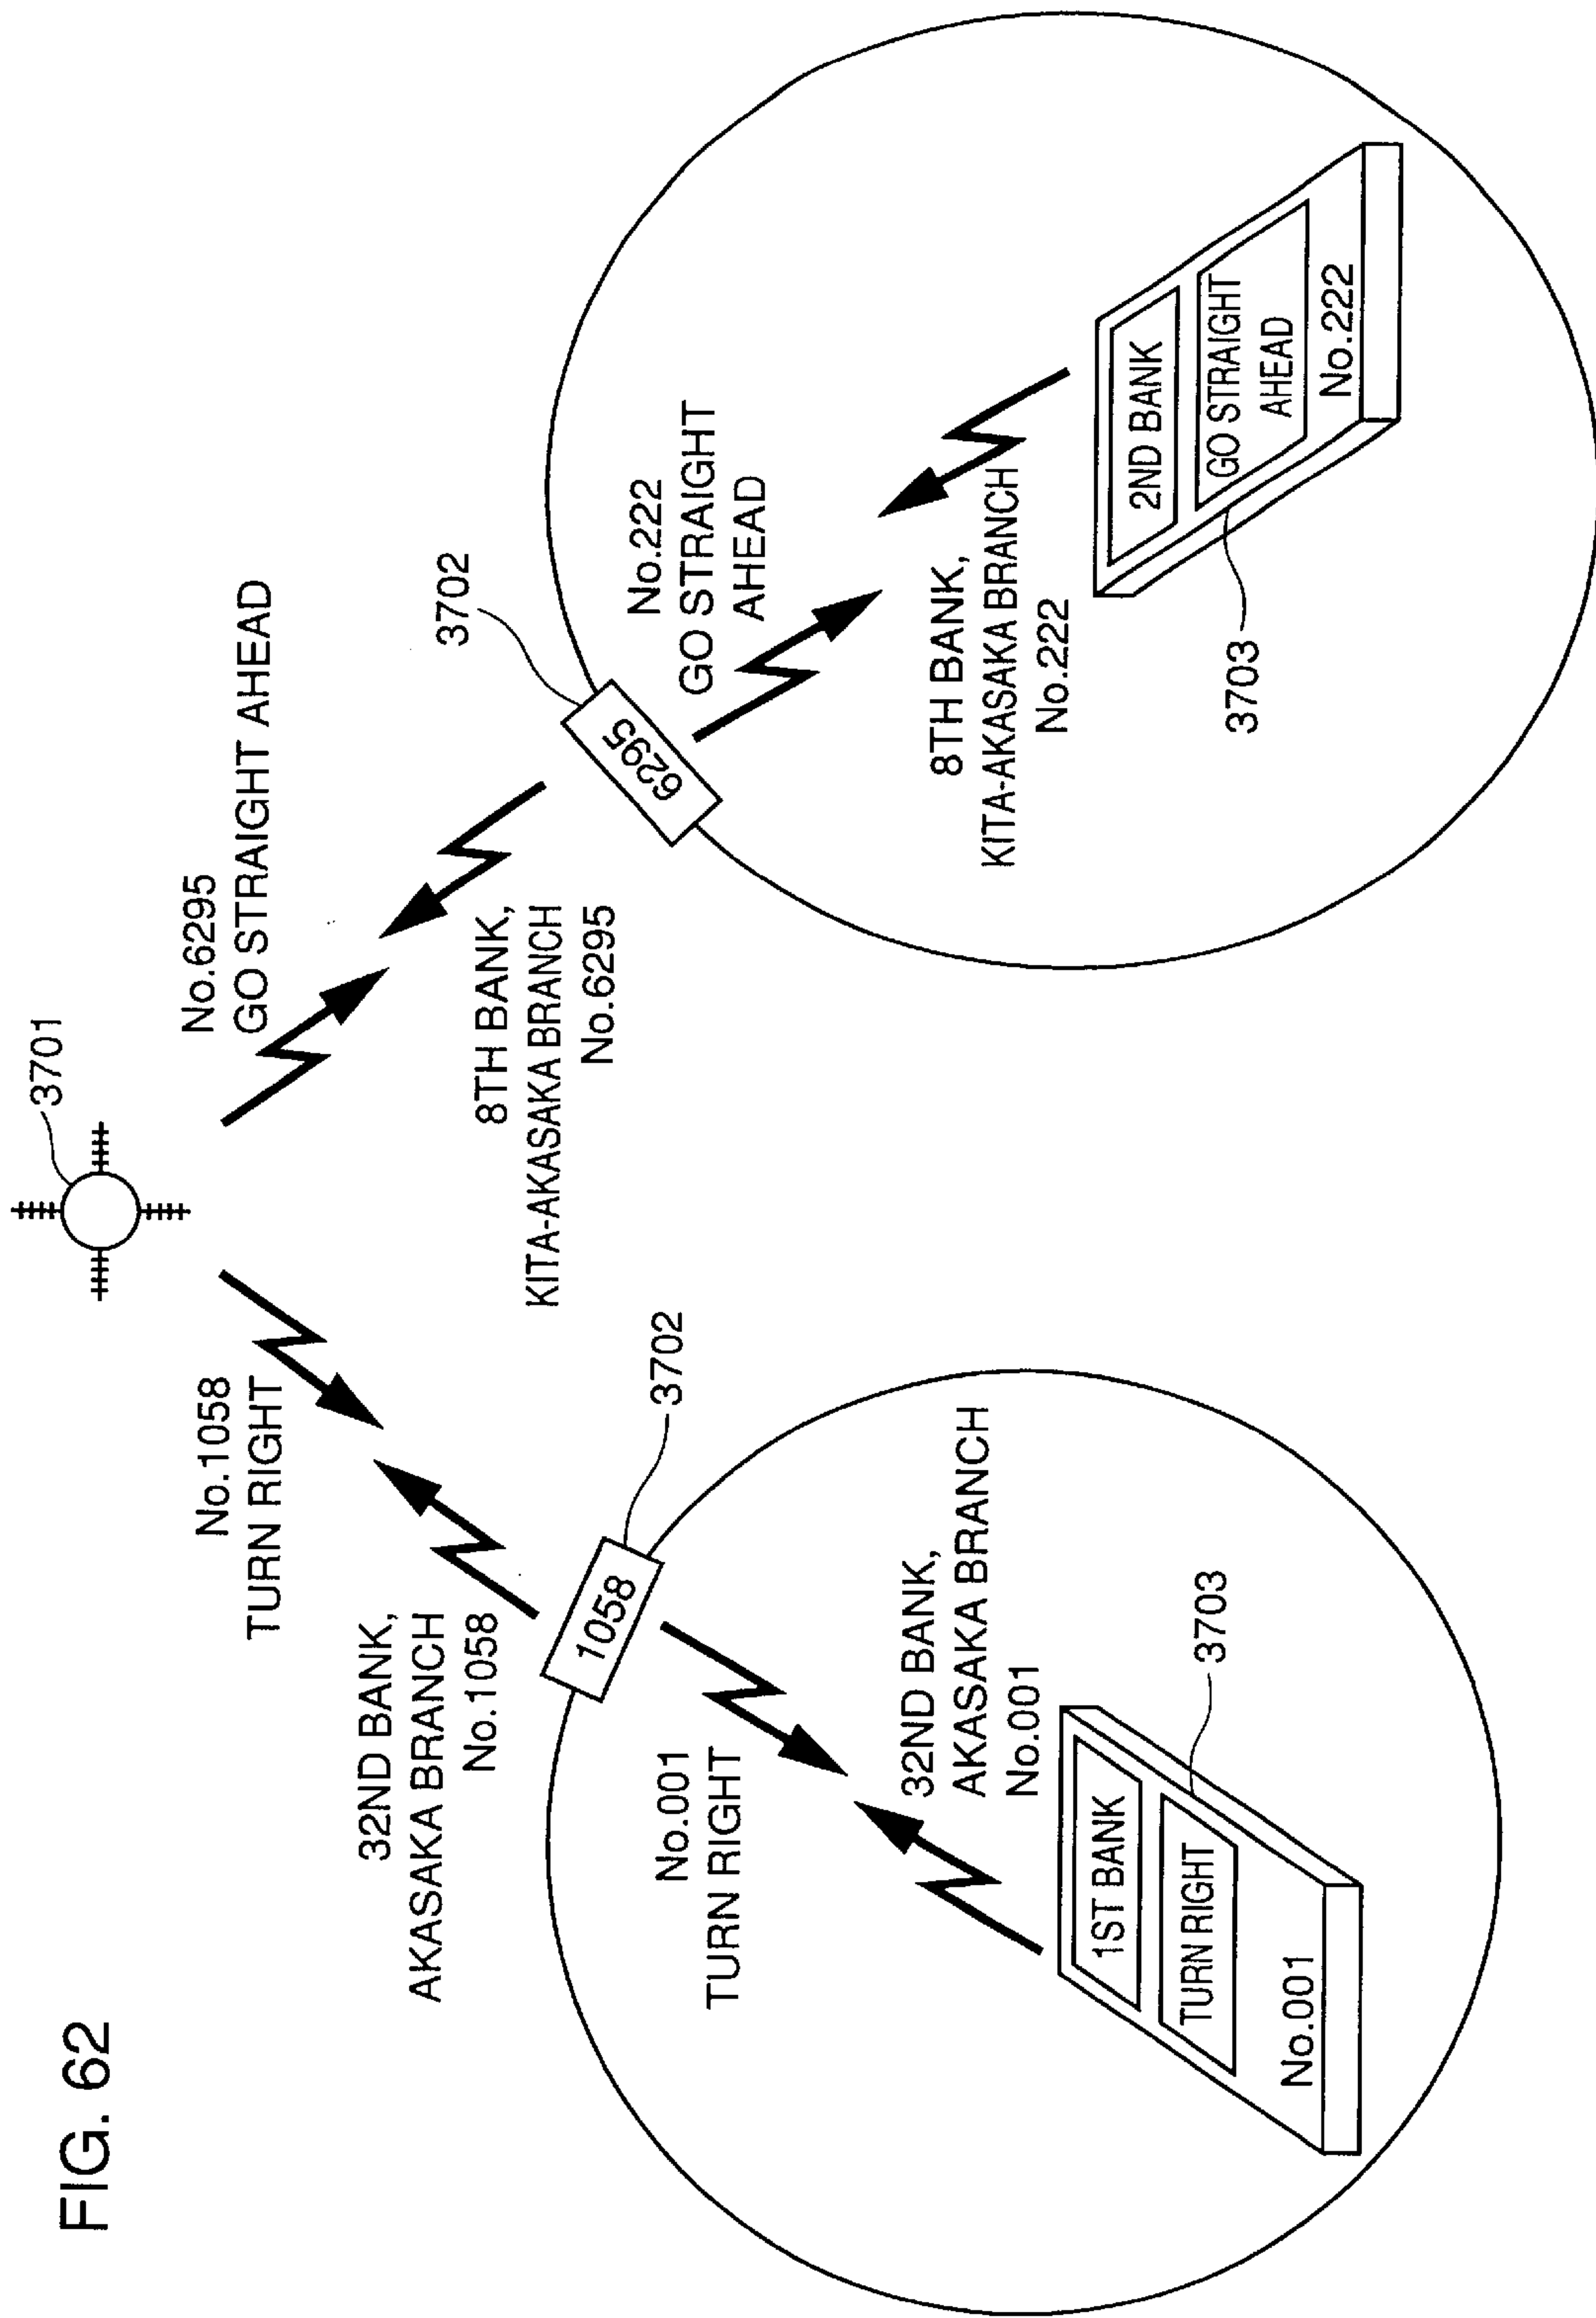 FIG. 62
3701
No.1058
TURN RIGHT
No.6295
GO STRAIGHT AHEAD
32ND BANK,
AKASAKA BRANCH
No.1058
8TH BANK,
KITA-AKASAKA BRANCH
No.6295
1058
3702
6295
3702
No.001
TURN RIGHT
32ND BANK,
AKASAKA BRANCH
No.001
No.222
GO STRAIGHT
AHEAD
8TH BANK,
KITA-AKASAKA BRANCH
No.222
1ST BANK
TURN RIGHT
No.001
3703
2ND BANK
GO STRAIGHT
AHEAD
No.222
3703